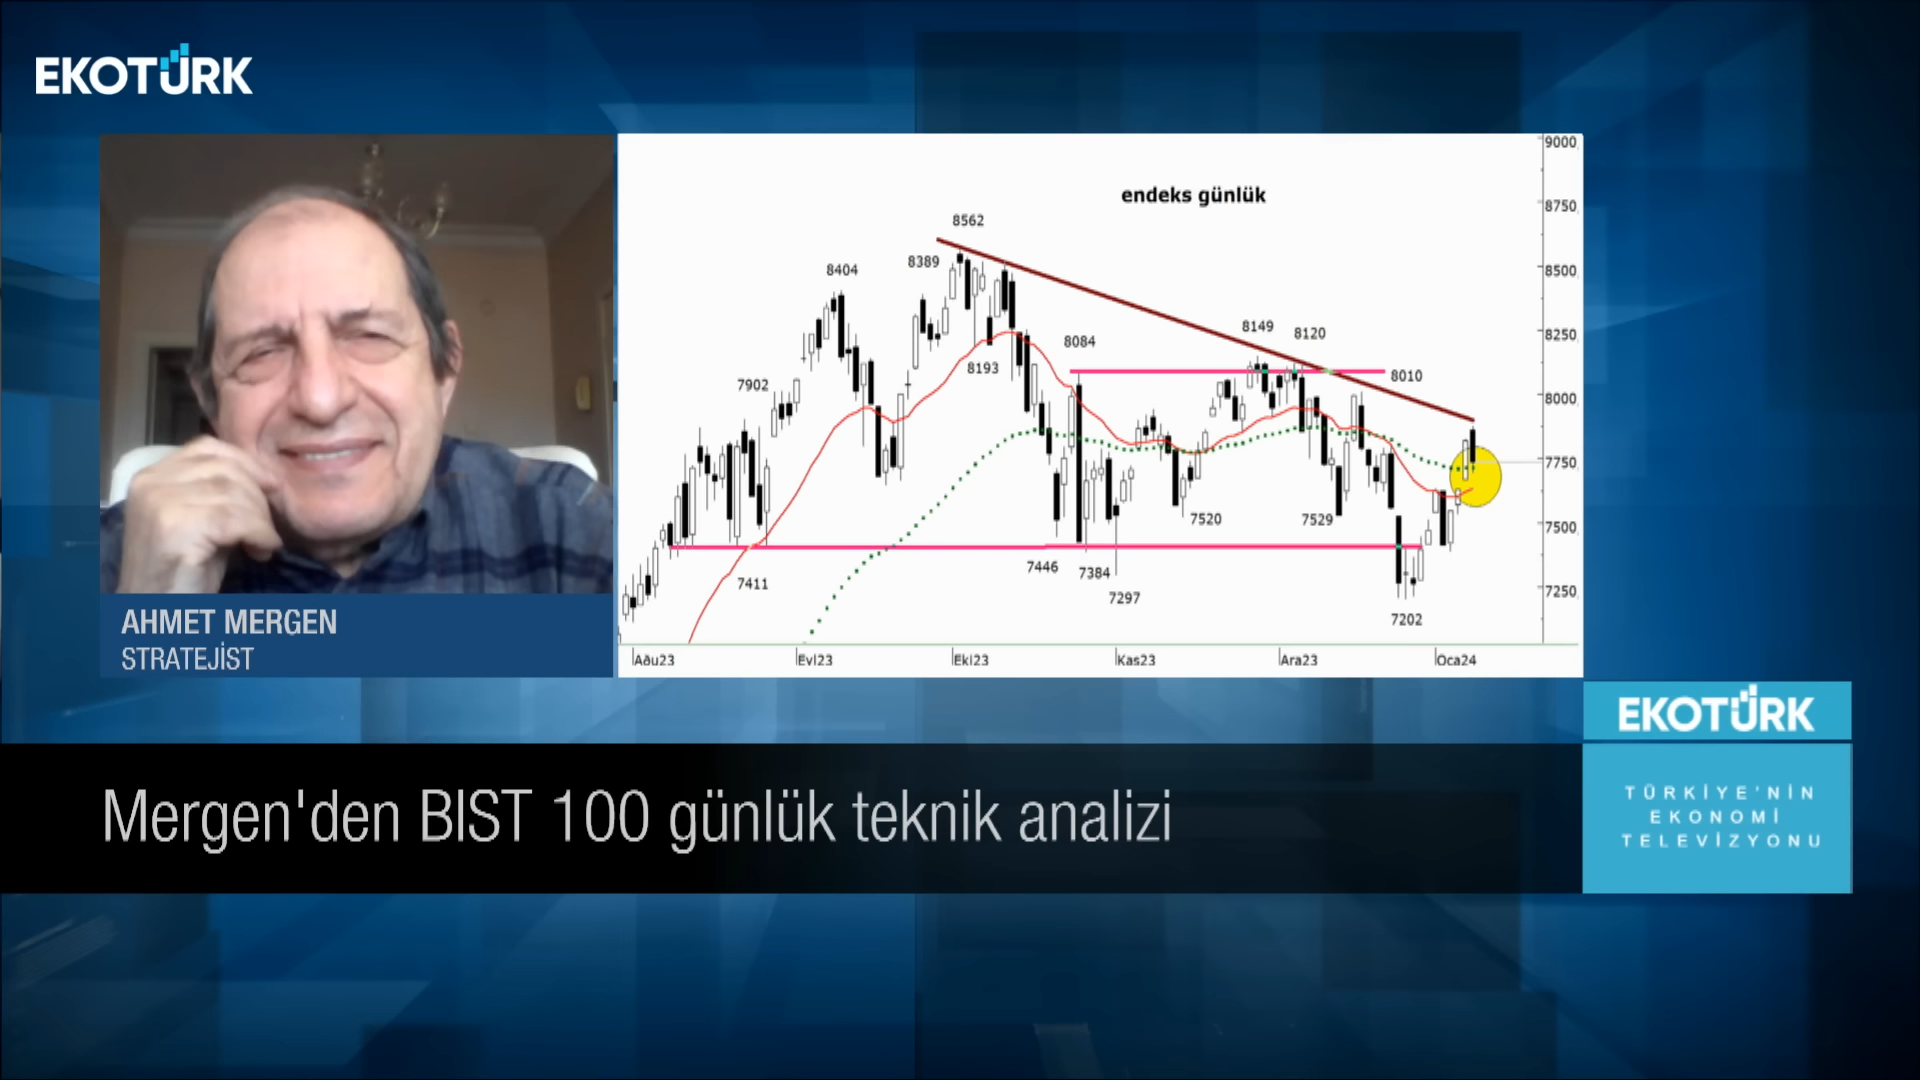 EKOTÜRK
AHMET MERGEN
STRATEJİST
endeks günlük
8562
8404
8389
8149
8120
8084
8193
8010
7902
7520
7529
7446
7384
7411
7297
7202
9000
8750
8500
8250
8000
7750
7500
7250
Aðu23
Eyl23
Eki23
Kas23
Ara23
Oca24
EKOTÜRK
Mergen'den BIST 100 günlük teknik analizi
TÜRKİYE'NİN
EKONOMİ
TELEVİZYONU